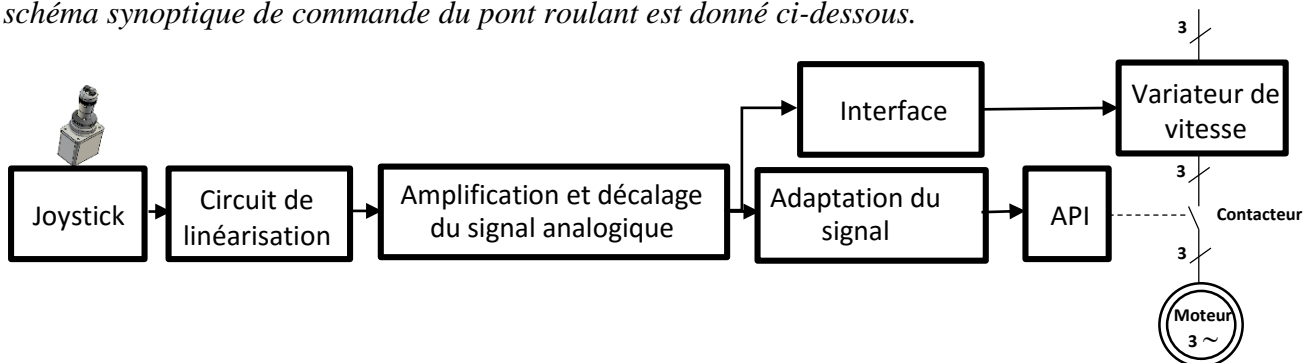 schéma synoptique de commande du pont roulant est donné ci-dessous.
3
Interface
Variateur de
vitesse
Joystick
Circuit de
linéarisation
Amplification et décalage
du signal analogique
Adaptation du
signal
API
3
Contacteur
3
Moteur
3 ~